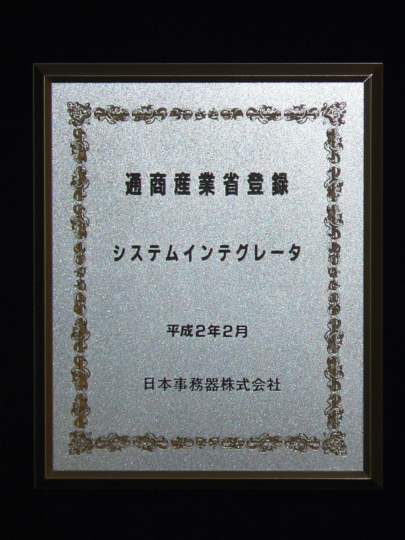 通商産業省登録
システムインテグレータ
平成2年2月
日本事務器株式会社